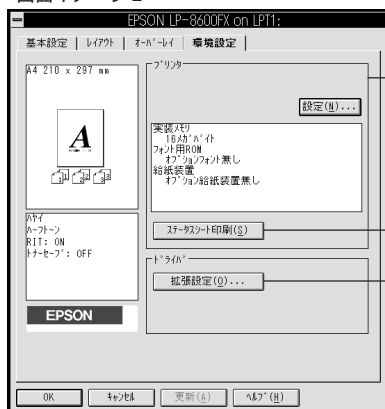 EPSON LP-8600FX on LPT1:
基本設定
レイアウト
オーバーレイ
環境設定
A4 210 x 297 mm
A
1 2 3
ハヤイ
ハーフトーン
RIT: ON
トナーセーブ: OFF
EPSON
プリンター
設定(N)...
実装メモリ
16メガバイト
フォント用ROM
オプションフォント無し
給紙装置
オプション給紙装置無し
ステータスシート印刷(S)
ドライバ
拡張設定(O)...
OK
キャンセル
更新(A)
ヘルプ(H)